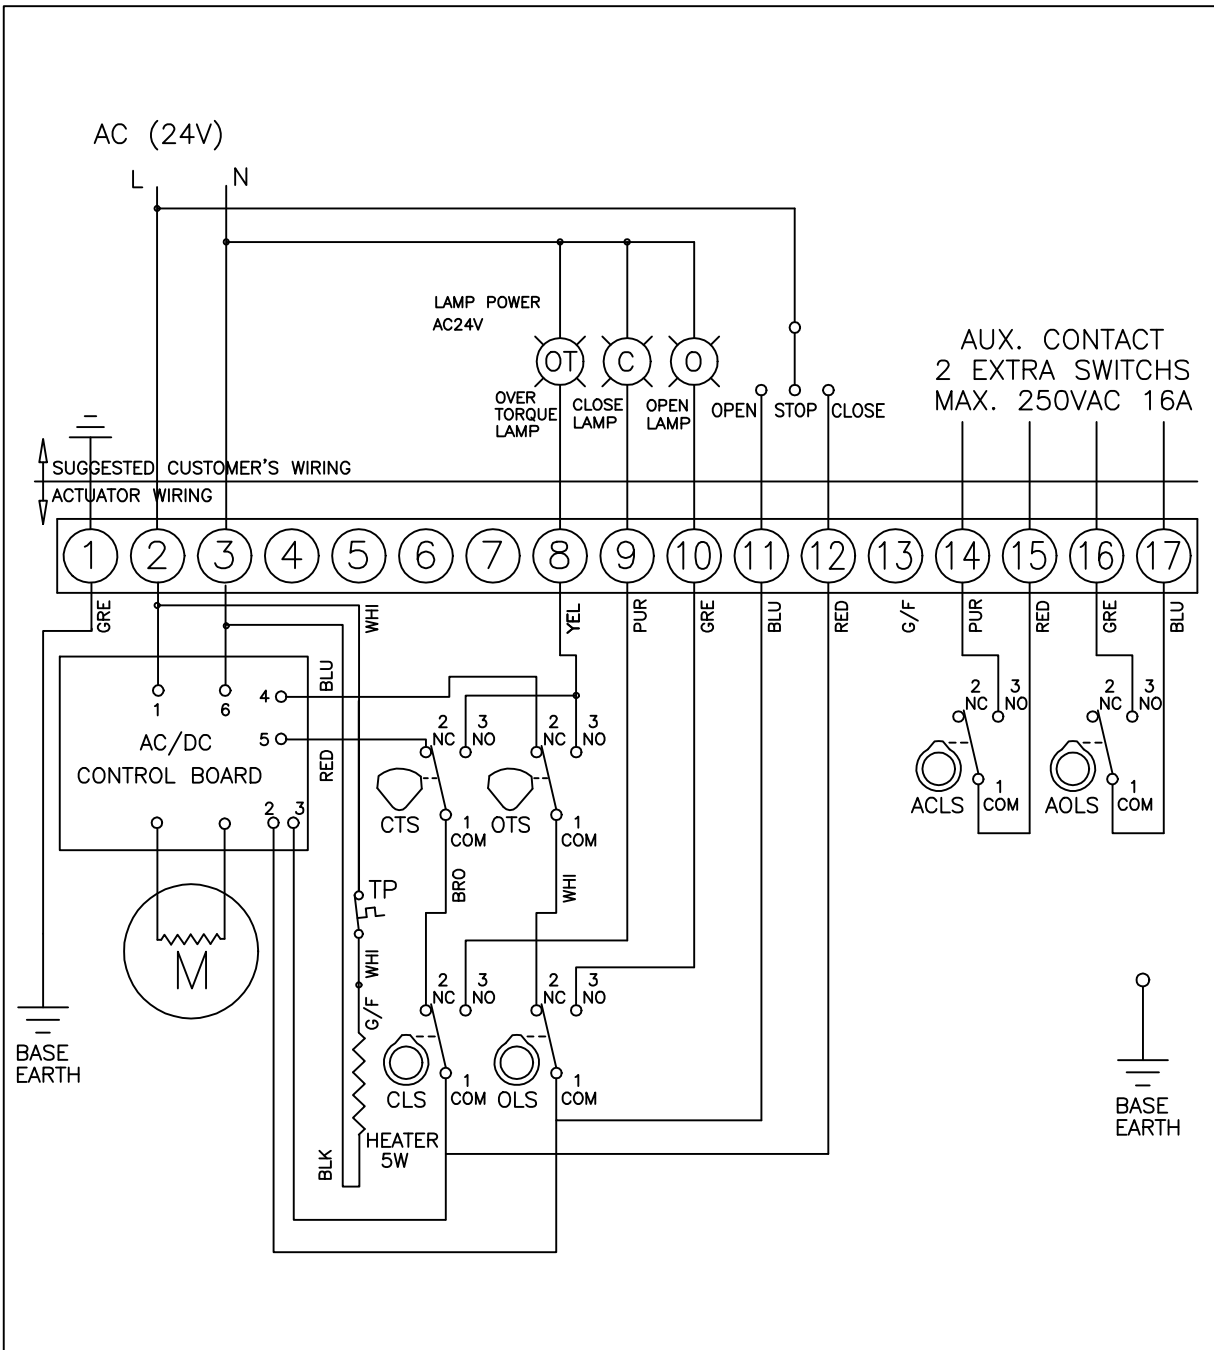 AC (24V)
L
N
LAMP POWER
AC24V
OT
C
O
OVER
TORQUE
LAMP
CLOSE
LAMP
OPEN
LAMP
OPEN
STOP
CLOSE
AUX. CONTACT
2 EXTRA SWITCHS
MAX. 250VAC 16A
SUGGESTED CUSTOMER'S WIRING
ACTUATOR WIRING
1 2 3 4 5 6 7 8 9 10 11 12 13 14 15 16 17
GRE
WHI
YEL
PUR
GRE
BLU
RED
G/F
PUR
RED
GRE
BLU
1
6
4
BLU
5
RED
AC/DC
CONTROL BOARD
2
3
2
NC
3
NO
2
NC
3
NO
CTS
1
COM
OTS
1
COM
2
NC
3
NO
2
NC
3
NO
ACLS
1
COM
AOLS
1
COM
M
TP
WHI
G/F
BRO
WHI
2
NC
3
NO
2
NC
3
NO
CLS
1
COM
OLS
1
COM
HEATER
5W
BLK
BASE
EARTH
BASE
EARTH